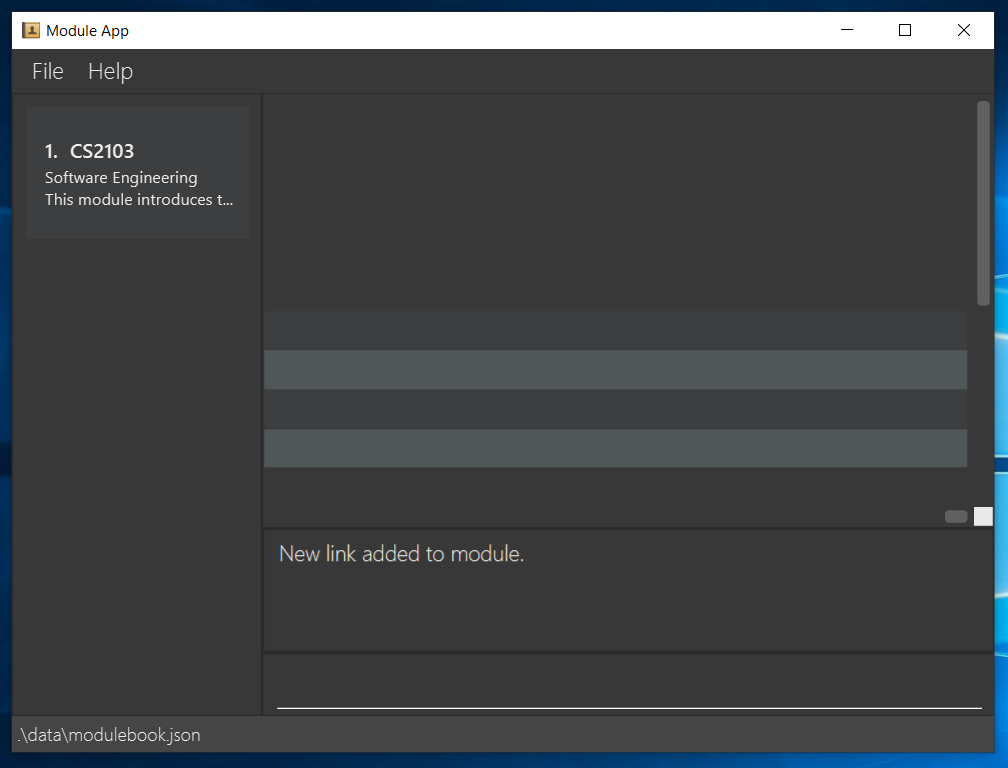 Module App
File Help
1. CS2103
Software Engineering
This module introduces t...
New link added to module.
.\data\modulebook.json